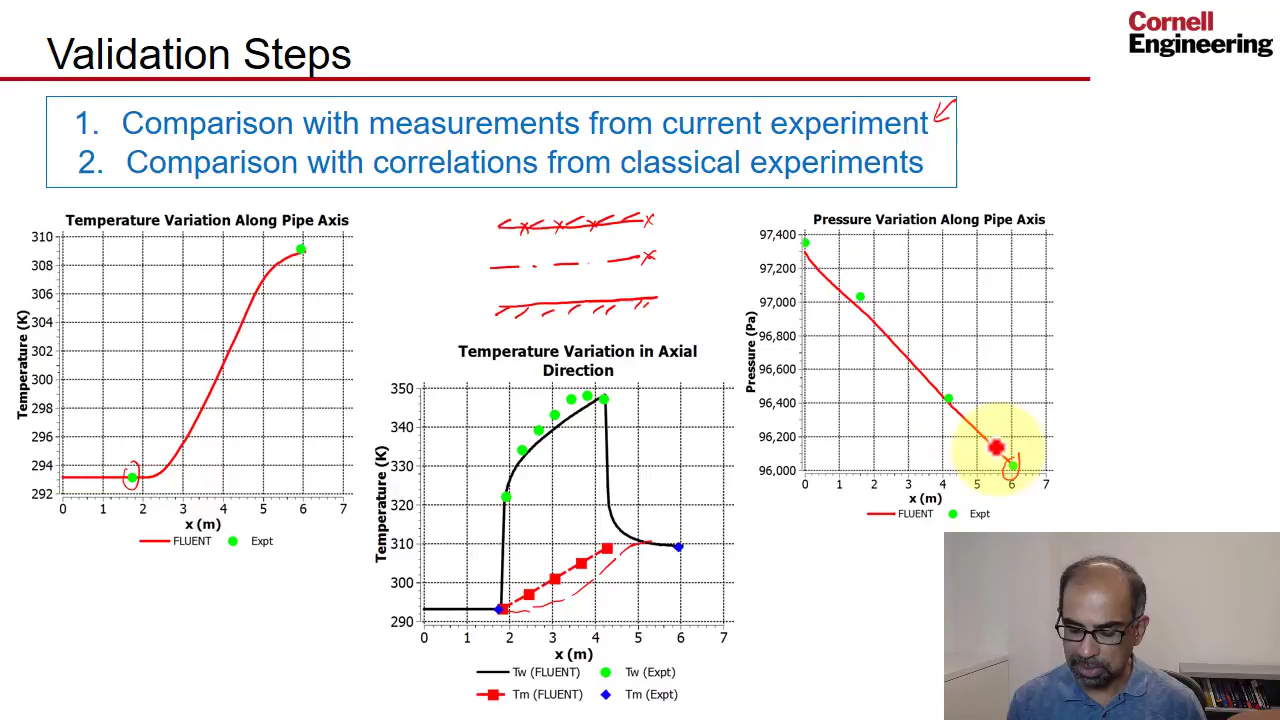 Validation Steps
Cornell
Engineering
1. Comparison with measurements from current experiment
2. Comparison with correlations from classical experiments
Temperature Variation Along Pipe Axis
310
308
306
304
302
300
298
296
294
292
Temperature (K)
0 1 2 3 4 5 6 7
x (m)
FLUENT Expt
Temperature Variation in Axial
Direction
350
340
330
320
310
300
290
Temperature (K)
0 1 2 3 4 5 6 7
x (m)
Tw (FLUENT) Tw (Expt)
Tm (FLUENT) Tm (Expt)
Pressure Variation Along Pipe Axis
97,400
97,200
97,000
96,800
96,600
96,400
96,200
96,000
Pressure (Pa)
0 1 2 3 4 5 6 7
x (m)
FLUENT Expt